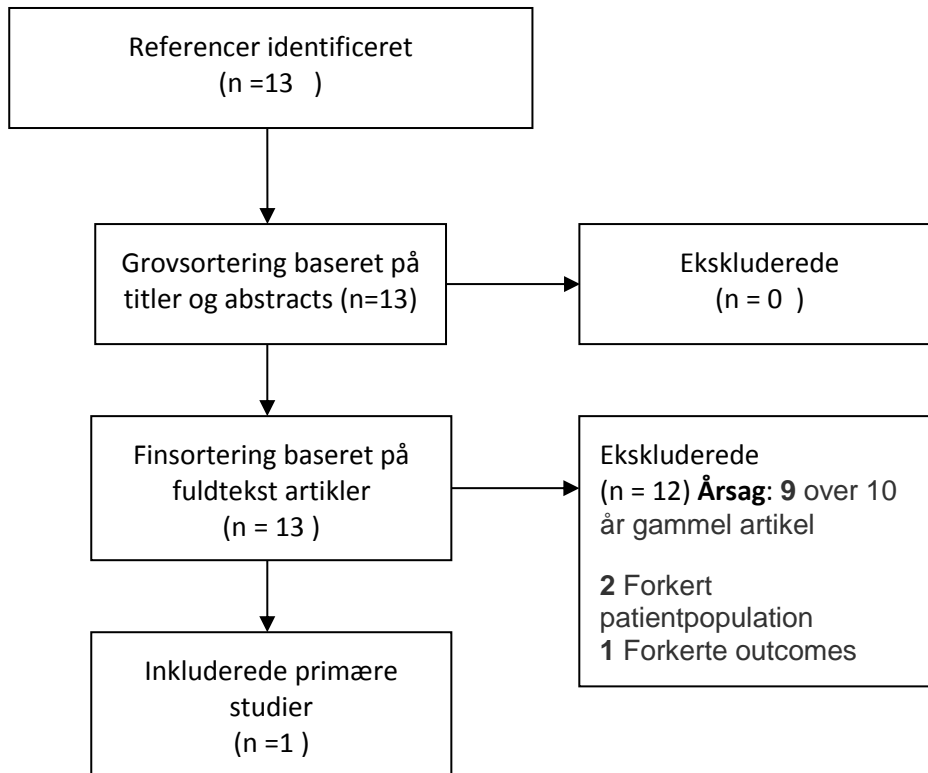 Referencer identificeret
(n =13   )
Grovsortering baseret på
titler og abstracts (n=13)
Ekskluderede
(n = 0  )
Finsortering baseret på
fuldtekst artikler
(n = 13 )
Ekskluderede
(n = 12) Årsag: 9 over 10
år gammel artikel
2 Forkert
patientpopulation
1 Forkerte outcomes
Inkluderede primære
studier
(n =1 )